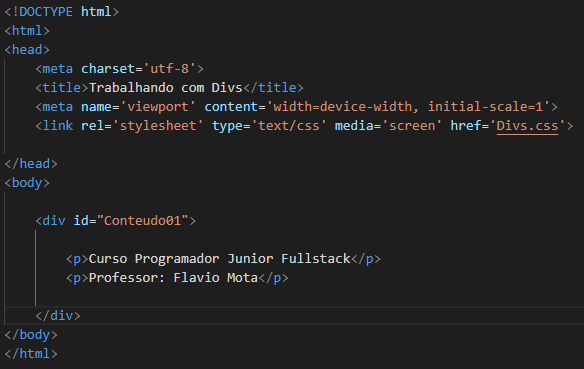 <!DOCTYPE html>
<html>
<head>
<meta charset='utf-8'>
<title>Trabalhando com Divs</title>
<meta name='viewport' content='width=device-width, initial-scale=1'>
<link rel='stylesheet' type='text/css' media='screen' href='Divs.css'>
</head>
<body>
<div id="Conteudo01">
<p>Curso Programador Junior Fullstack</p>
<p>Professor: Flavio Mota</p>
</div>
</body>
</html>